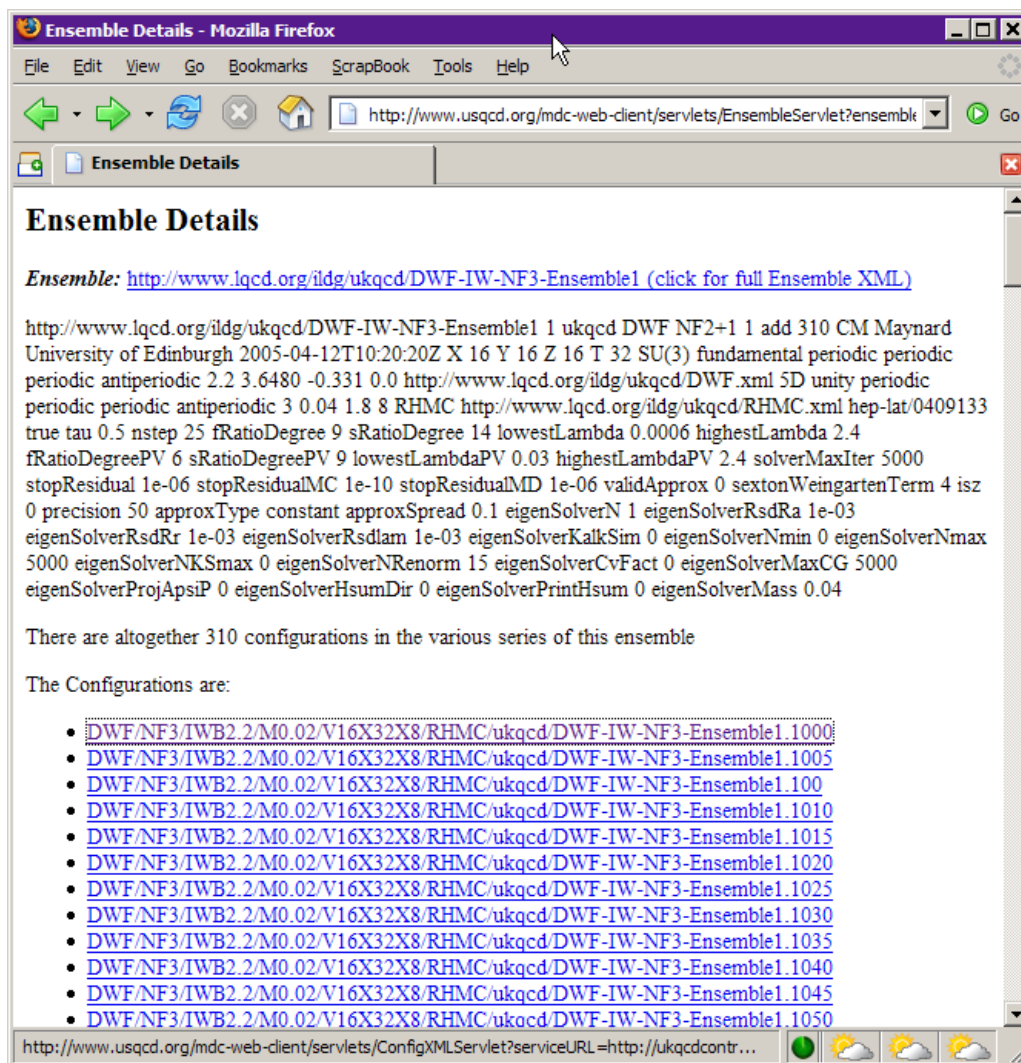 Ensemble Details - Mozilla Firefox
File Edit View Go Bookmarks ScrapBook Tools Help
http://www.usqcd.org/mdc-web-client/servlets/EnsembleServlet?ensemble Go
Ensemble Details
Ensemble Details
Ensemble: http://www.lqcd.org/ildg/ukqcd/DWF-IW-NF3-Ensemble1 (click for full Ensemble XML)
http://www.lqcd.org/ildg/ukqcd/DWF-IW-NF3-Ensemble1 1 ukqcd DWF NF2+1 1 add 310 CM Maynard
University of Edinburgh 2005-04-12T10:20:20Z X 16 Y 16 Z 16 T 32 SU(3) fundamental periodic periodic
periodic antiperiodic 2.2 3.6480 -0.331 0.0 http://www.lqcd.org/ildg/ukqcd/DWF.xml 5D unity periodic
periodic periodic antiperiodic 3 0.04 1.8 8 RHMC http://www.lqcd.org/ildg/ukqcd/RHMC.xml hep-lat/0409133
true tau 0.5 nstep 25 fRatioDegree 9 sRatioDegree 14 lowestLambda 0.0006 highestLambda 2.4
fRatioDegreePV 6 sRatioDegreePV 9 lowestLambdaPV 0.03 highestLambdaPV 2.4 solverMaxIter 5000
stopResidual 1e-06 stopResidualMC 1e-10 stopResidualMD 1e-06 validApprox 0 sextonWeingartenTerm 4 isz
0 precision 50 approxType constant approxSpread 0.1 eigenSolverN 1 eigenSolverRsdRa 1e-03
eigenSolverRsdRr 1e-03 eigenSolverRsdlam 1e-03 eigenSolverKalkSim 0 eigenSolverNmin 0 eigenSolverNmax
5000 eigenSolverNKSmax 0 eigenSolverNRenorm 15 eigenSolverCvFact 0 eigenSolverMaxCG 5000
eigenSolverProjApsiP 0 eigenSolverHsumDir 0 eigenSolverPrintHsum 0 eigenSolverMass 0.04
There are altogether 310 configurations in the various series of this ensemble
The Configurations are:
DWF/NF3/IWB2.2/M0.02/V16X32X8/RHMC/ukqcd/DWF-IW-NF3-Ensemble1.1000
DWF/NF3/IWB2.2/M0.02/V16X32X8/RHMC/ukqcd/DWF-IW-NF3-Ensemble1.1005
DWF/NF3/IWB2.2/M0.02/V16X32X8/RHMC/ukqcd/DWF-IW-NF3-Ensemble1.100
DWF/NF3/IWB2.2/M0.02/V16X32X8/RHMC/ukqcd/DWF-IW-NF3-Ensemble1.1010
DWF/NF3/IWB2.2/M0.02/V16X32X8/RHMC/ukqcd/DWF-IW-NF3-Ensemble1.1015
DWF/NF3/IWB2.2/M0.02/V16X32X8/RHMC/ukqcd/DWF-IW-NF3-Ensemble1.1020
DWF/NF3/IWB2.2/M0.02/V16X32X8/RHMC/ukqcd/DWF-IW-NF3-Ensemble1.1025
DWF/NF3/IWB2.2/M0.02/V16X32X8/RHMC/ukqcd/DWF-IW-NF3-Ensemble1.1030
DWF/NF3/IWB2.2/M0.02/V16X32X8/RHMC/ukqcd/DWF-IW-NF3-Ensemble1.1035
DWF/NF3/IWB2.2/M0.02/V16X32X8/RHMC/ukqcd/DWF-IW-NF3-Ensemble1.1040
DWF/NF3/IWB2.2/M0.02/V16X32X8/RHMC/ukqcd/DWF-IW-NF3-Ensemble1.1045
DWF/NF3/IWB2.2/M0.02/V16X32X8/RHMC/ukqcd/DWF-IW-NF3-Ensemble1.1050
http://www.usqcd.org/mdc-web-client/servlets/ConfigXMLServlet?serviceURL=http://ukqcdcontr...